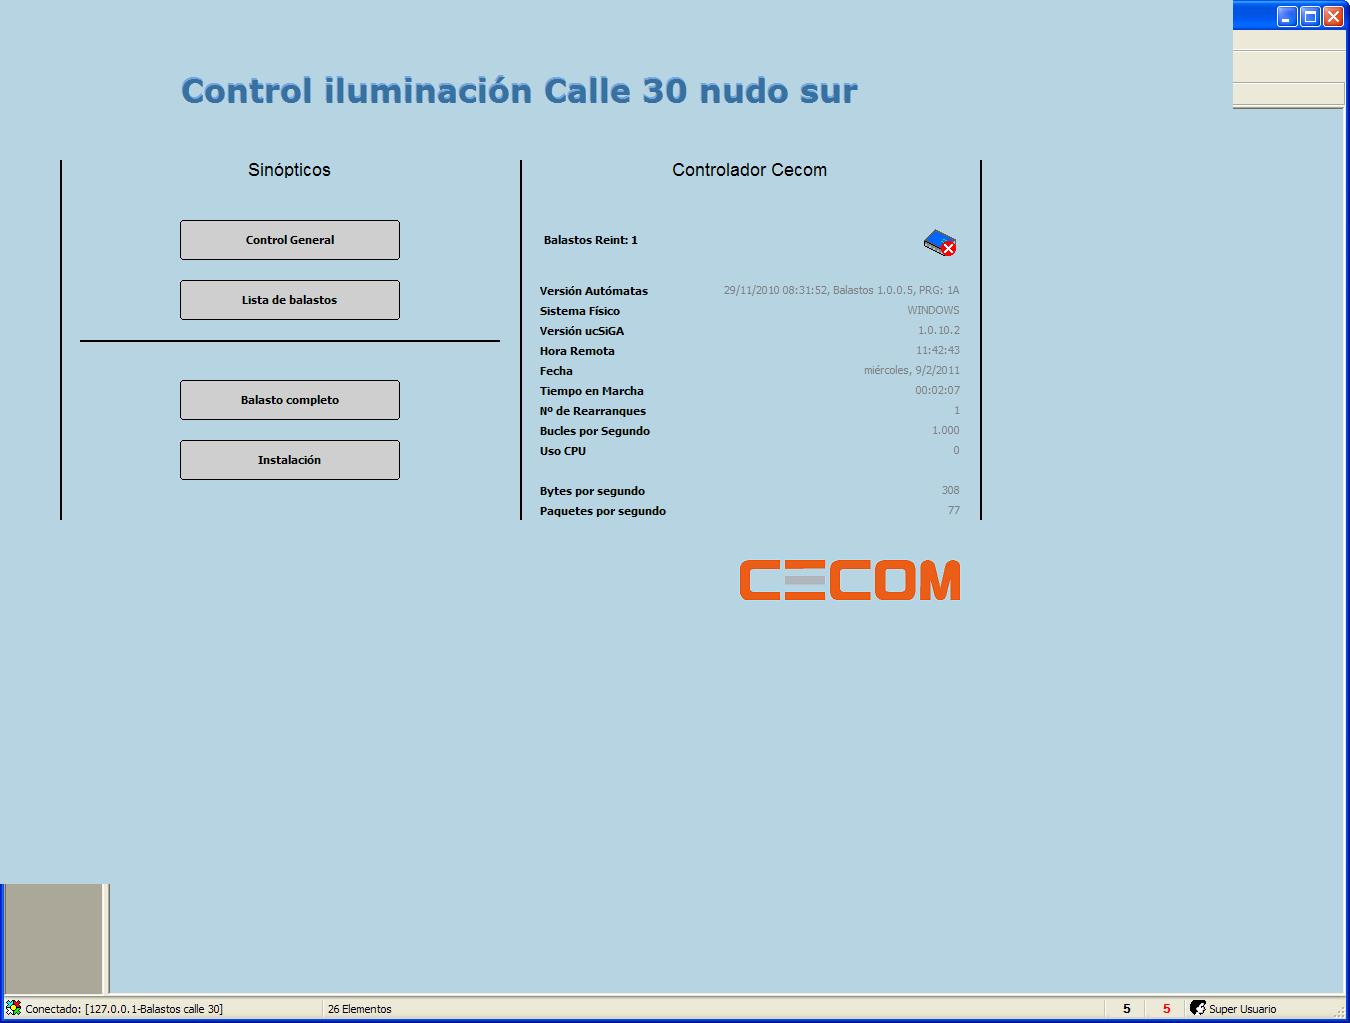 Control iluminación Calle 30 nudo sur
Sinópticos
Control General
Lista de balastos
Balasto completo
Instalación
Controlador Cecom
Balastos Reint: 1
Versión Autómatas 29/11/2010 08:31:52, Balastos 1.0.0.5, PRG: 1A
Sistema Físico WINDOWS
Versión ucSiGA 1.0.10.2
Hora Remota 11:42:43
Fecha miércoles, 9/2/2011
Tiempo en Marcha 00:02:07
Nº de Rearranques 1
Bucles por Segundo 1.000
Uso CPU 0
Bytes por segundo 308
Paquetes por segundo 77
CECOM
Conectado: [127.0.0.1-Balastos calle 30] 26 Elementos 5 5 Super Usuario